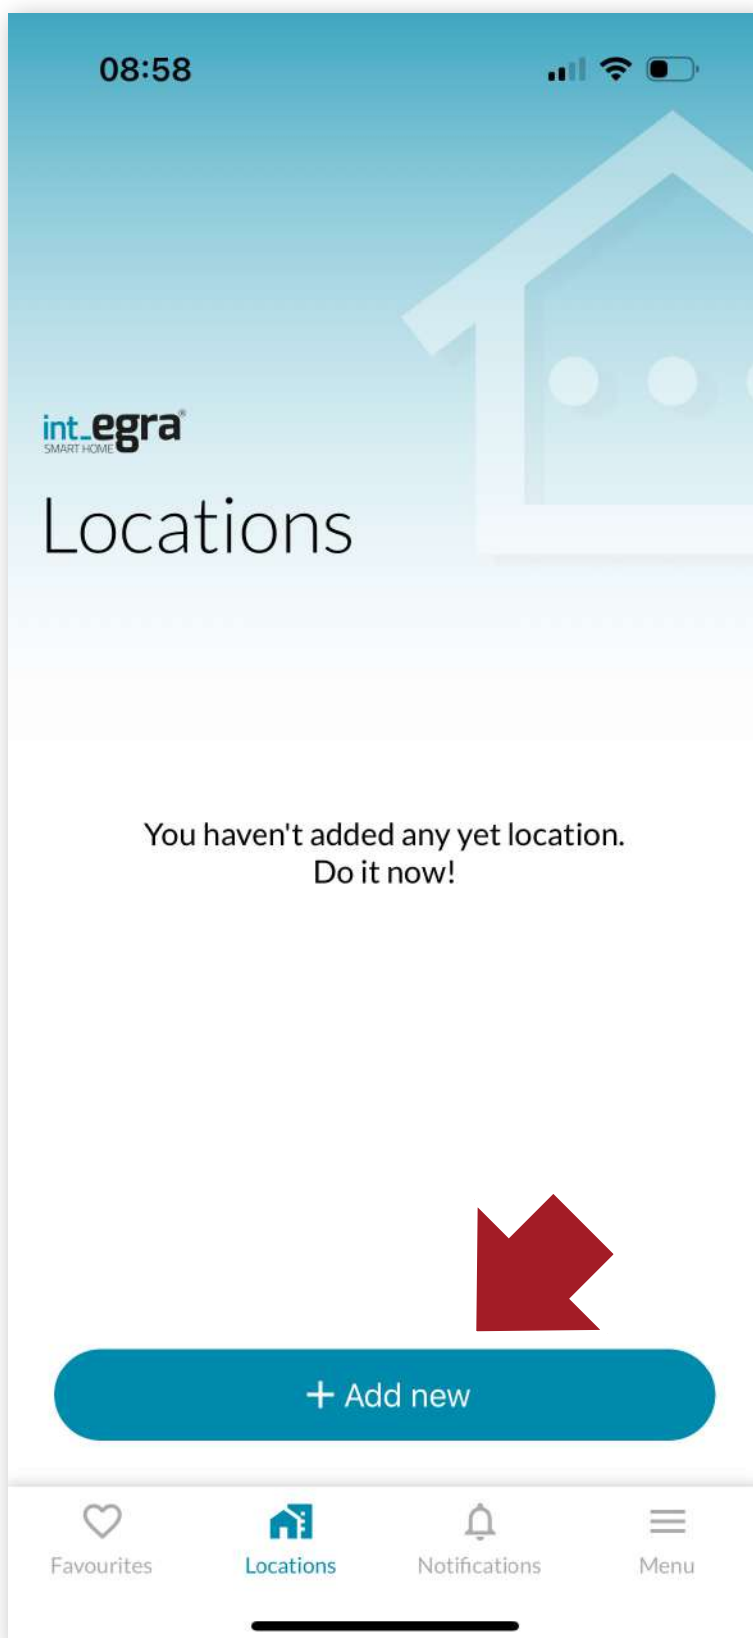 08:58
int_egra®
SMART HOME
Locations
You haven't added any yet location.
Do it now!
+ Add new
Favourites
Locations
Notifications
Menu